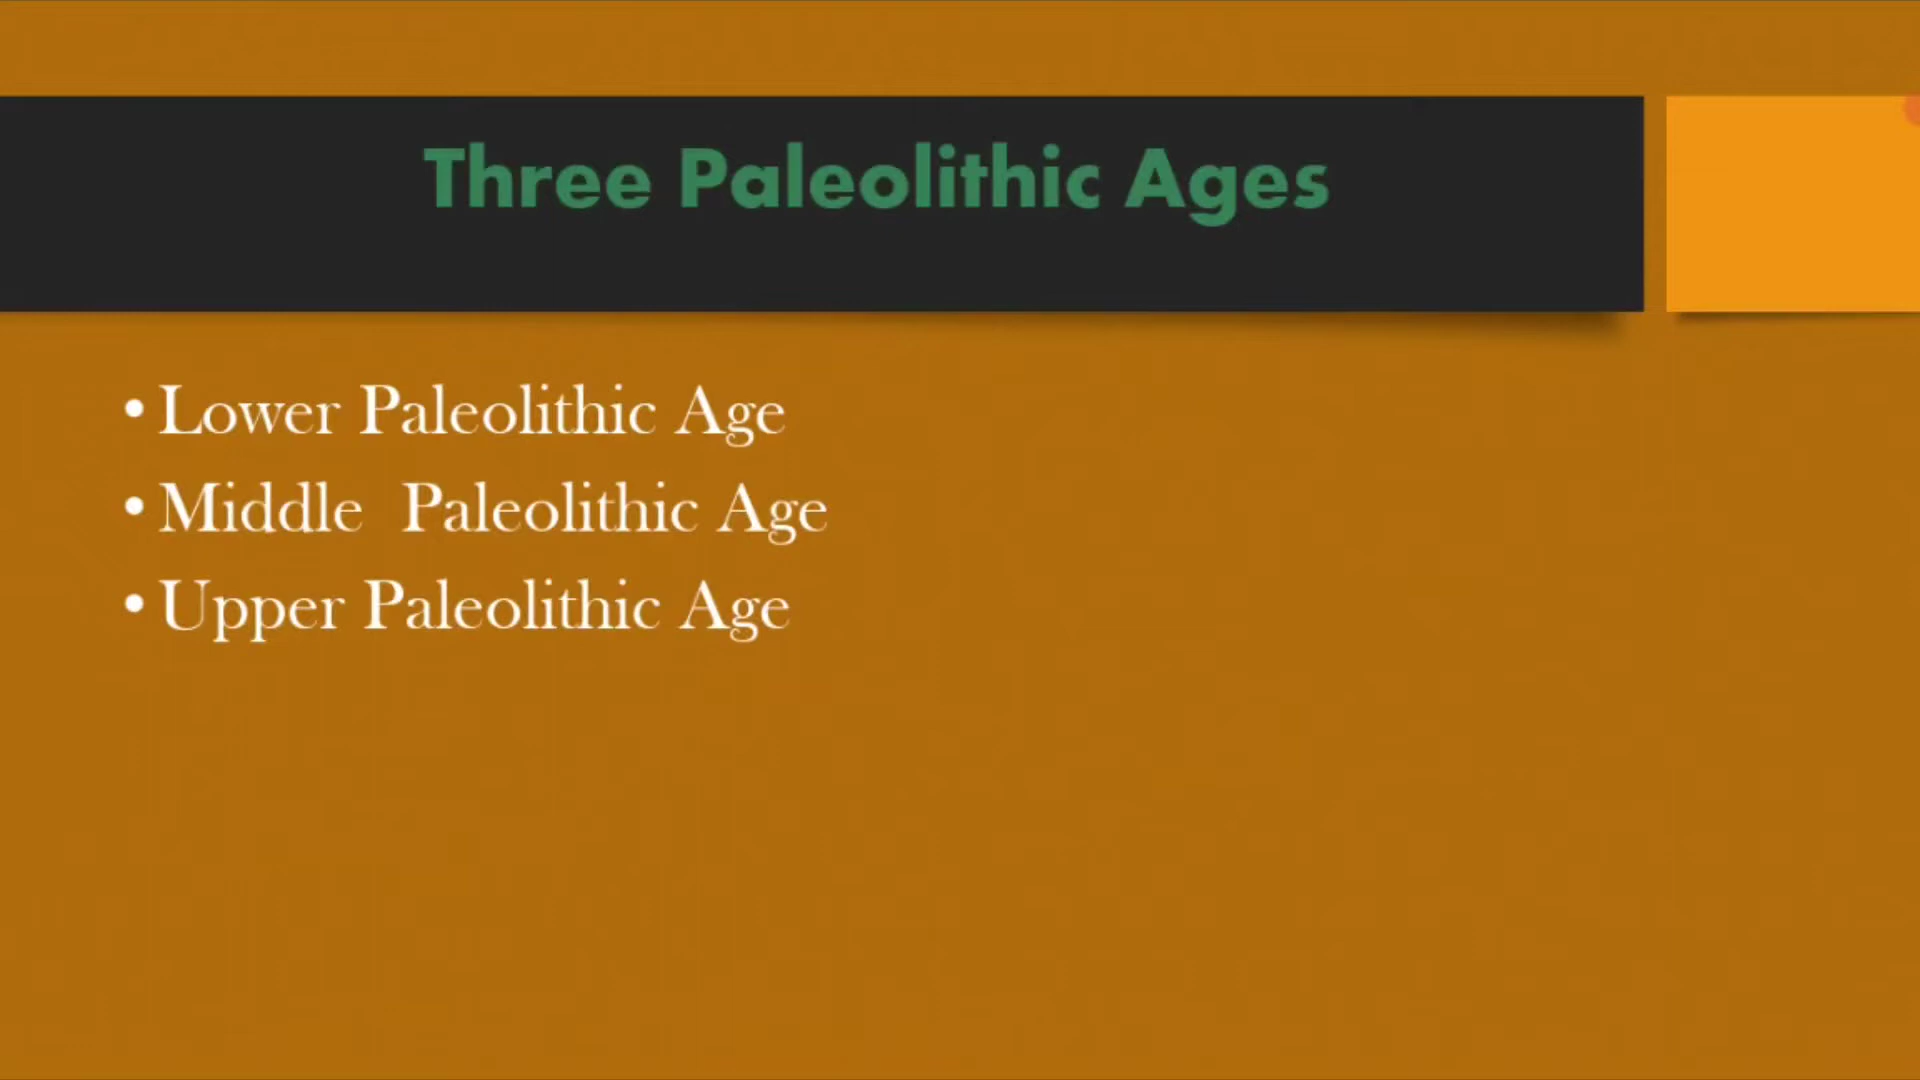 Three Paleolithic Ages
• Lower Paleolithic Age
• Middle  Paleolithic Age
• Upper Paleolithic Age